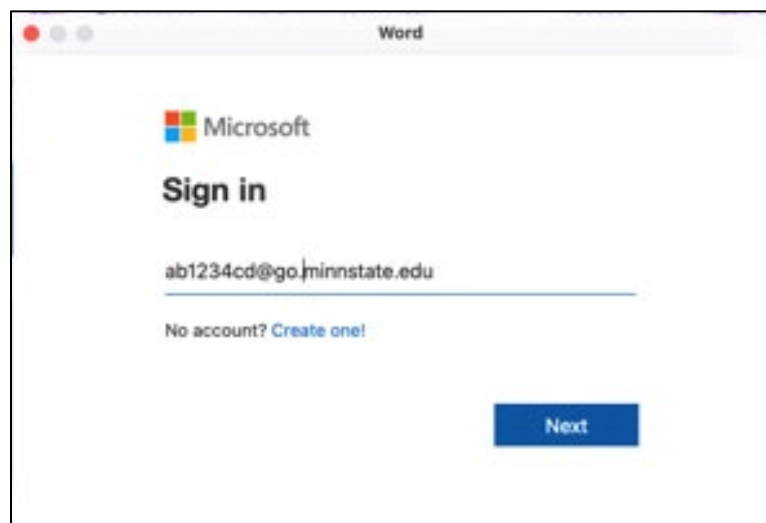 Word
Microsoft
Sign in
ab1234cd@go.minnstate.edu
No account? Create one!
Next